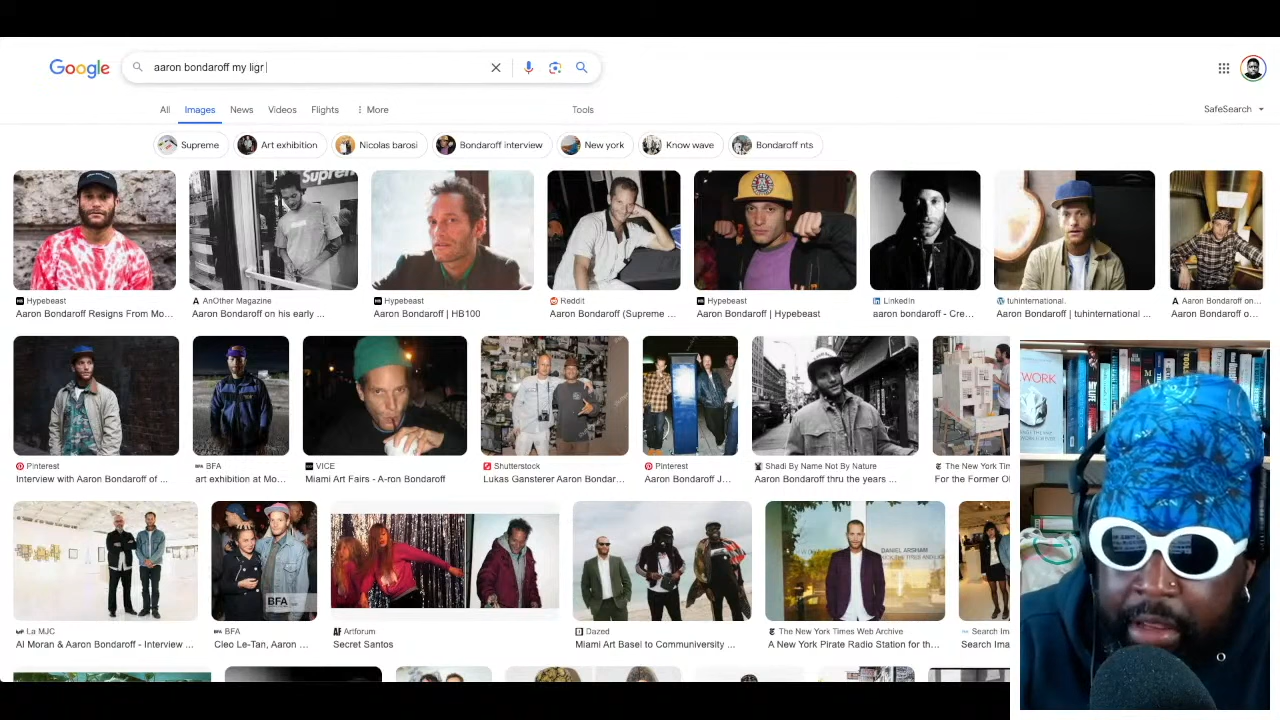 Google
aaron bondaroff my ligr
All Images News Videos Flights More Tools
SafeSearch
Supreme Art exhibition Nicolas barosi Bondaroff interview New york Know wave Bondaroff nts
Supreme
Hypebeast
Aaron Bondaroff Resigns From Mo...
AnOther Magazine
Aaron Bondaroff on his early ...
Hypebeast
Aaron Bondaroff | HB100
Reddit
Aaron Bondaroff (Supreme ...
Hypebeast
Aaron Bondaroff | Hypebeast
LinkedIn
aaron bondaroff - Cre...
tuhinternational.
Aaron Bondaroff | tuhinternational ...
Aaron Bondaroff on...
Aaron Bondaroff o...
Pinterest
Interview with Aaron Bondaroff of ...
BFA
art exhibition at Mo...
VICE
Miami Art Fairs - A-ron Bondaroff
Shutterstock
Lukas Gansterer Aaron Bondar...
Pinterest
Aaron Bondaroff J...
Shadi By Name Not By Nature
Aaron Bondaroff thru the years ...
The New York Tin
For the Former Ol
WORK
BFA
DANIEL ARSHAM
La MJC
Al Moran & Aaron Bondaroff - Interview ...
BFA
Cleo Le-Tan, Aaron ...
Artforum
Secret Santos
Dazed
Miami Art Basel to Communiversity ...
The New York Times Web Archive
A New York Pirate Radio Station for th...
Search Im
Search Ima